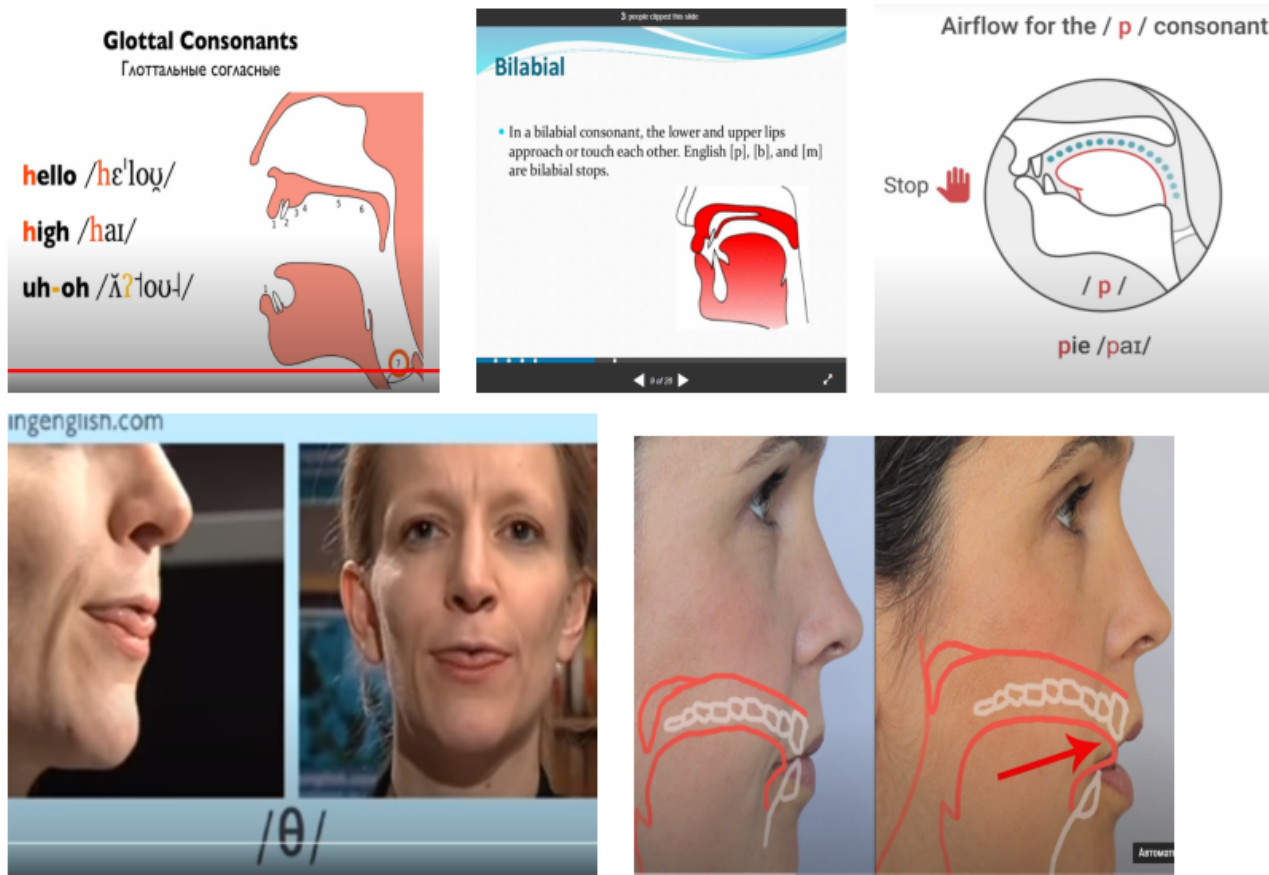 Glottal Consonants
Глоттальные согласные
hello /hɛˈloʊ̯/
high /haɪ/
uh-oh /ʌ̌ʔ˥oʊ˧/
1 2 3 4 5 6
1
7
3 people clipped this slide
Bilabial
• In a bilabial consonant, the lower and upper lips
approach or touch each other. English [p], [b], and [m]
are bilabial stops.
9 of 26
Airflow for the / p / consonant
Stop
/ p /
pie /paɪ/
ingenglish.com
/θ/
Автомат